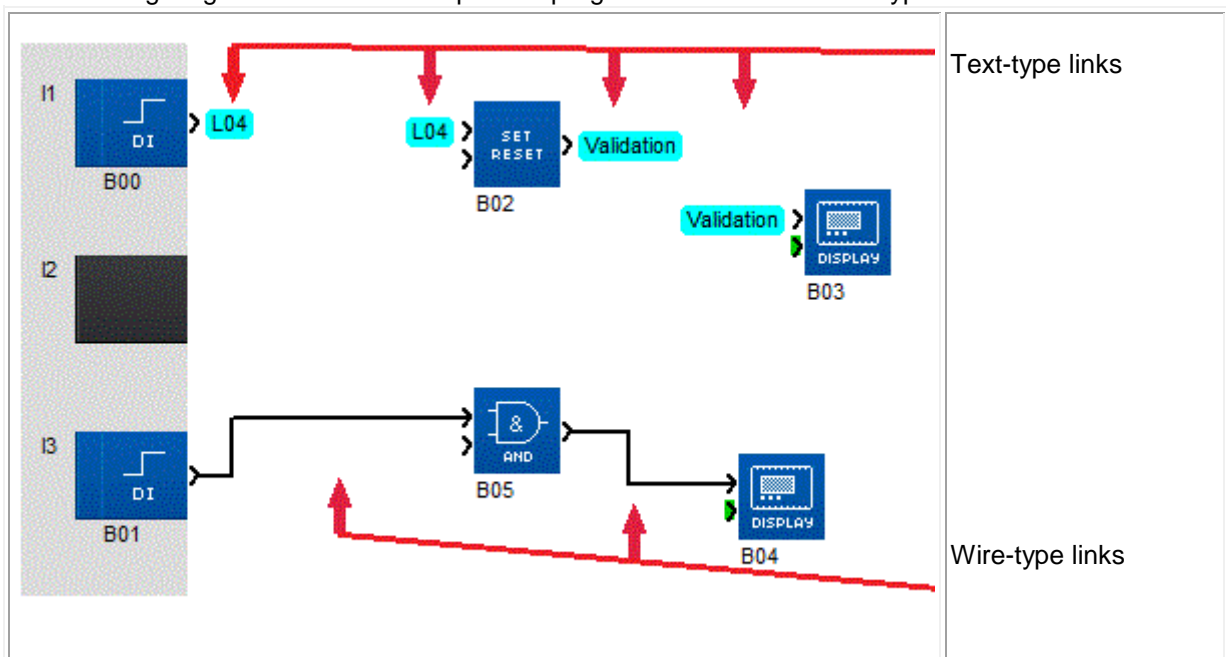 Text-type links
I1
DI
L04
B00
L04
SET
RESET
Validation
B02
Validation
DISPLAY
B03
I2
I3
DI
B01
&
AND
B05
DISPLAY
B04
Wire-type links